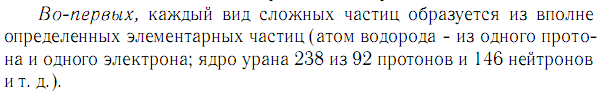 Во-первых, каждый вид сложных частиц образуется из вполне
определенных элементарных частиц (атом водорода - из одного прото-
на и одного электрона; ядро урана 238 из 92 протонов и 146 нейтронов
и т. д.).